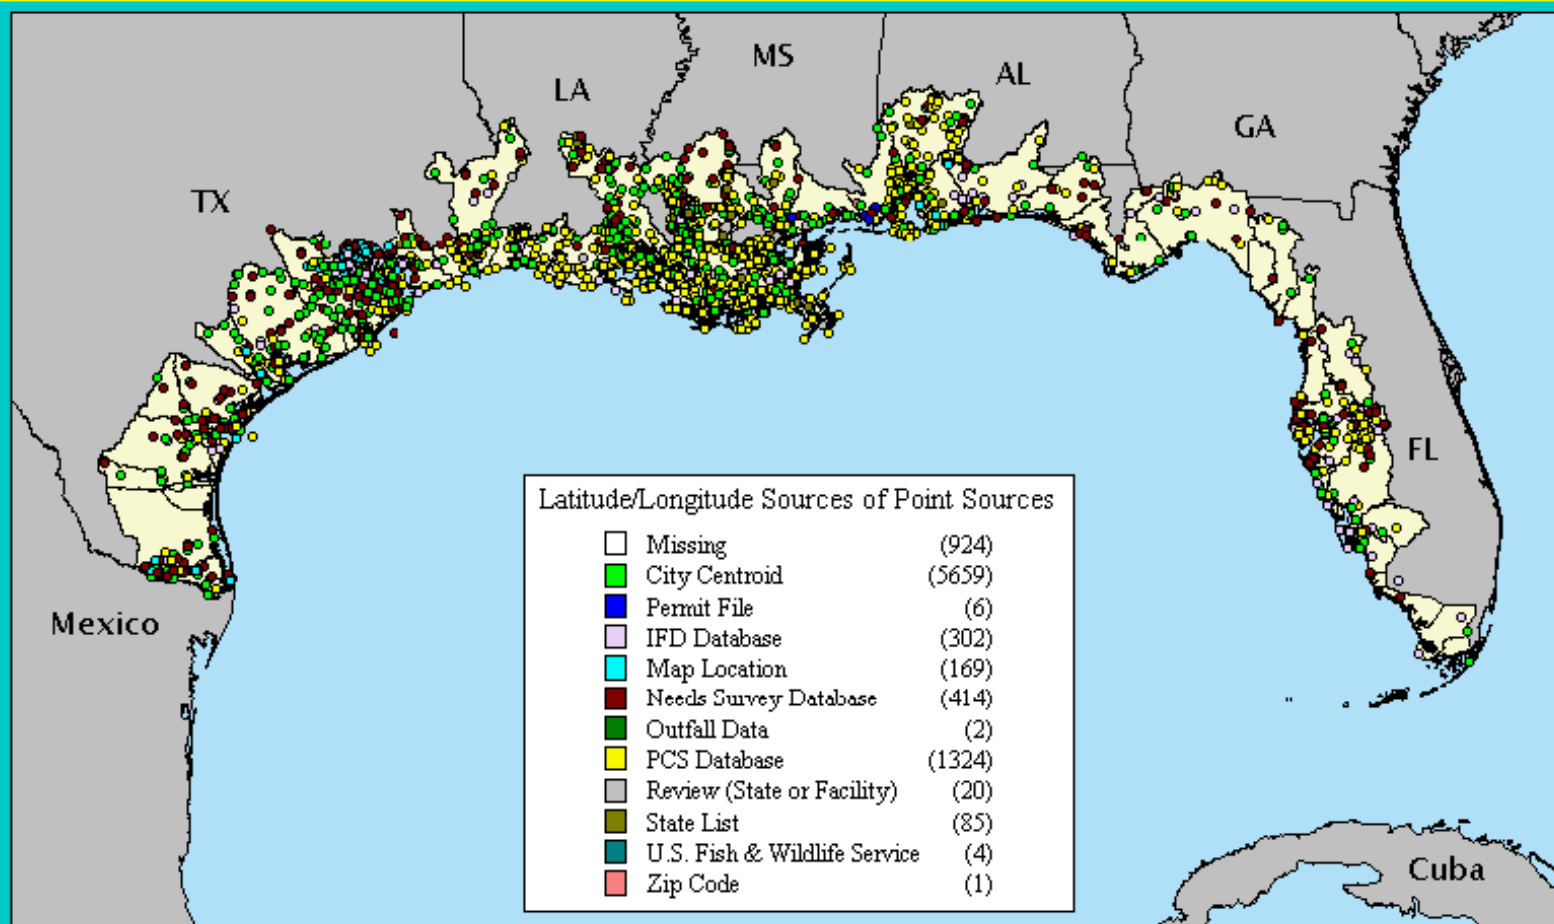 MS
LA
AL
GA
TX
FL
Mexico
Latitude/Longitude Sources of Point Sources
Missing (924)
City Centroid (5659)
Permit File (6)
IFD Database (302)
Map Location (169)
Needs Survey Database (414)
Outfall Data (2)
PCS Database (1324)
Review (State or Facility) (20)
State List (85)
U.S. Fish & Wildlife Service (4)
Zip Code (1)
Cuba